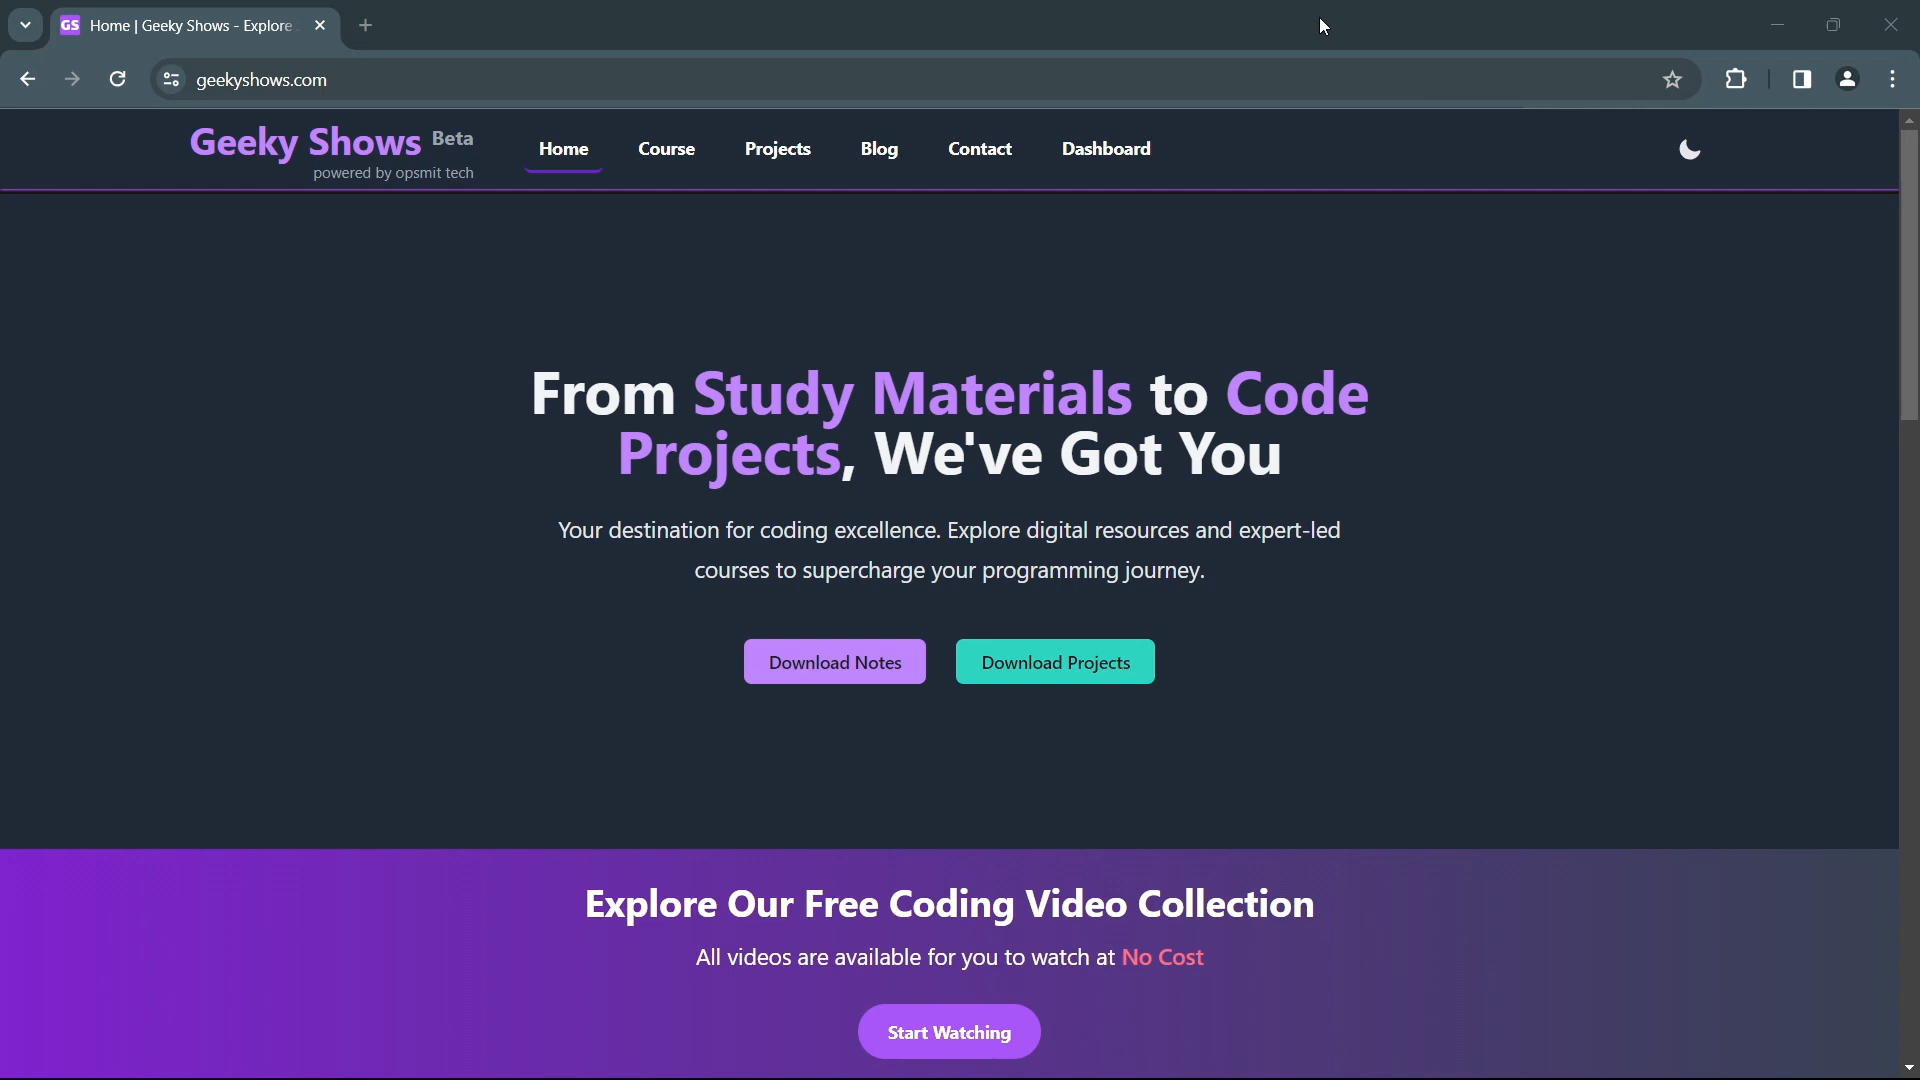 GS Home | Geeky Shows - Explore
geekyshows.com
Geeky Shows Beta
powered by opsmit tech
Home Course Projects Blog Contact Dashboard
From Study Materials to Code
Projects, We've Got You
Your destination for coding excellence. Explore digital resources and expert-led
courses to supercharge your programming journey.
Download Notes Download Projects
Explore Our Free Coding Video Collection
All videos are available for you to watch at No Cost
Start Watching